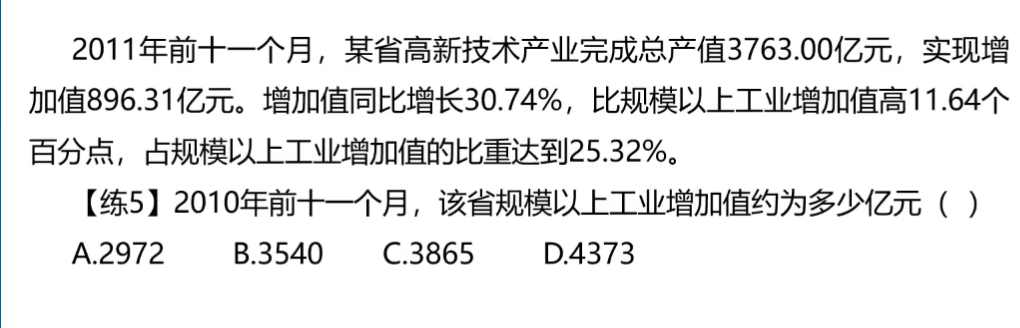 2011年前十一个月，某省高新技术产业完成总产值3763.00亿元，实现增
加值896.31亿元。增加值同比增长30.74%，比规模以上工业增加值高11.64个
百分点，占规模以上工业增加值的比重达到25.32%。
【练5】2010年前十一个月，该省规模以上工业增加值约为多少亿元（ ）
A.2972 B.3540 C.3865 D.4373